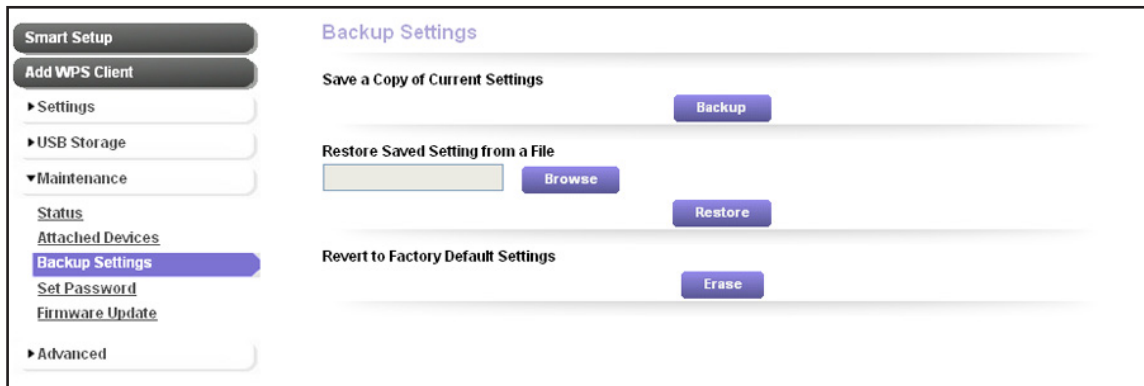 Smart Setup
Add WPS Client
▶Settings
▶USB Storage
▼Maintenance
Status
Attached Devices
Backup Settings
Set Password
Firmware Update
▶Advanced
Backup Settings
Save a Copy of Current Settings
Backup
Restore Saved Setting from a File
Browse
Restore
Revert to Factory Default Settings
Erase